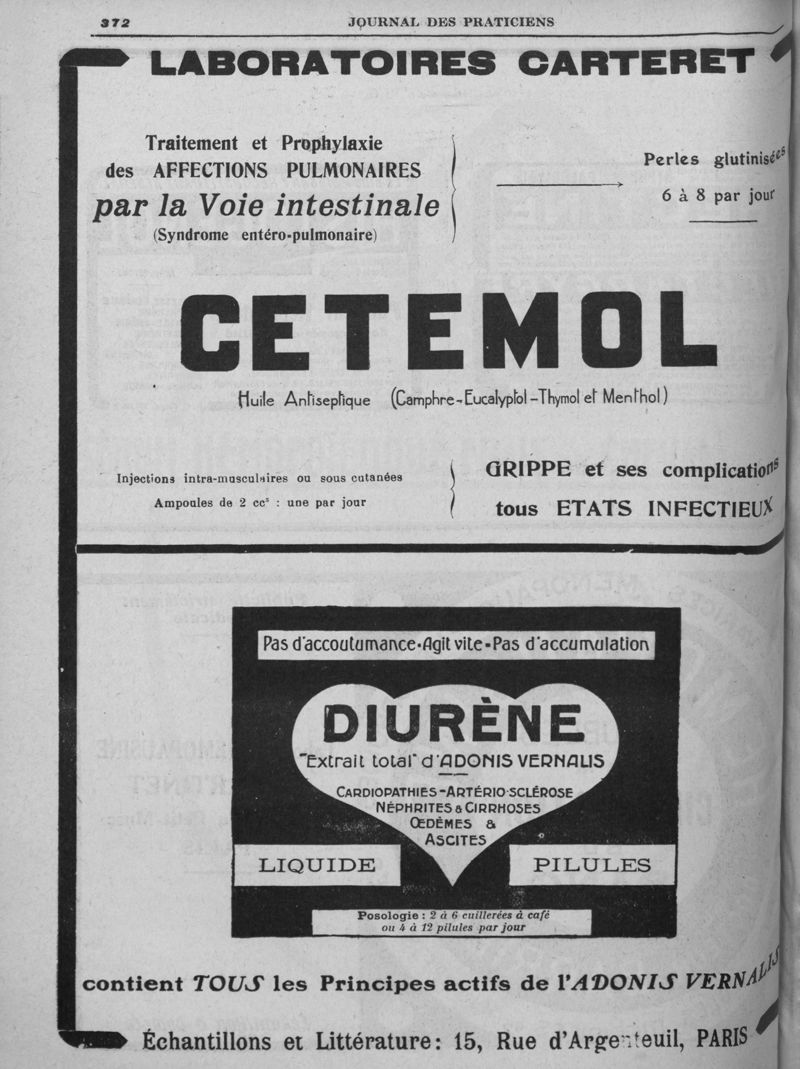 372
JOURNAL DES PRATICIENS
LABORATOIRES CARTERET
Traitement et Prophylaxie
des AFFECTIONS PULMONAIRES
par la Voie intestinale
(Syndrome entéro-pulmonaire)
Perles glutinisées
6 à 8 par jour
CETEMOL
Huile Antiseptique (Camphre-Eucalyptol-Thymol et Menthol)
Injections intra-musculaires ou sous cutanées
Ampoules de 2 ccs : une par jour
GRIPPE et ses complications
tous ETATS INFECTIEUX
Pas d'accoutumance-Agit vite-Pas d'accumulation
DIURÈNE
"Extrait total" d'ADONIS VERNALIS
CARDIOPATHIES-ARTÉRIO-SCLÉROSE
NÉPHRITES & CIRRHOSES
ŒDÈMES &
ASCITES
LIQUIDE
PILULES
Posologie : 2 à 6 cuillerées à café
ou 4 à 12 pilules par jour
contient TOUS les Principes actifs de l'ADONIS VERNALIS
Échantillons et Littérature: 15, Rue d'Argenteuil, PARIS